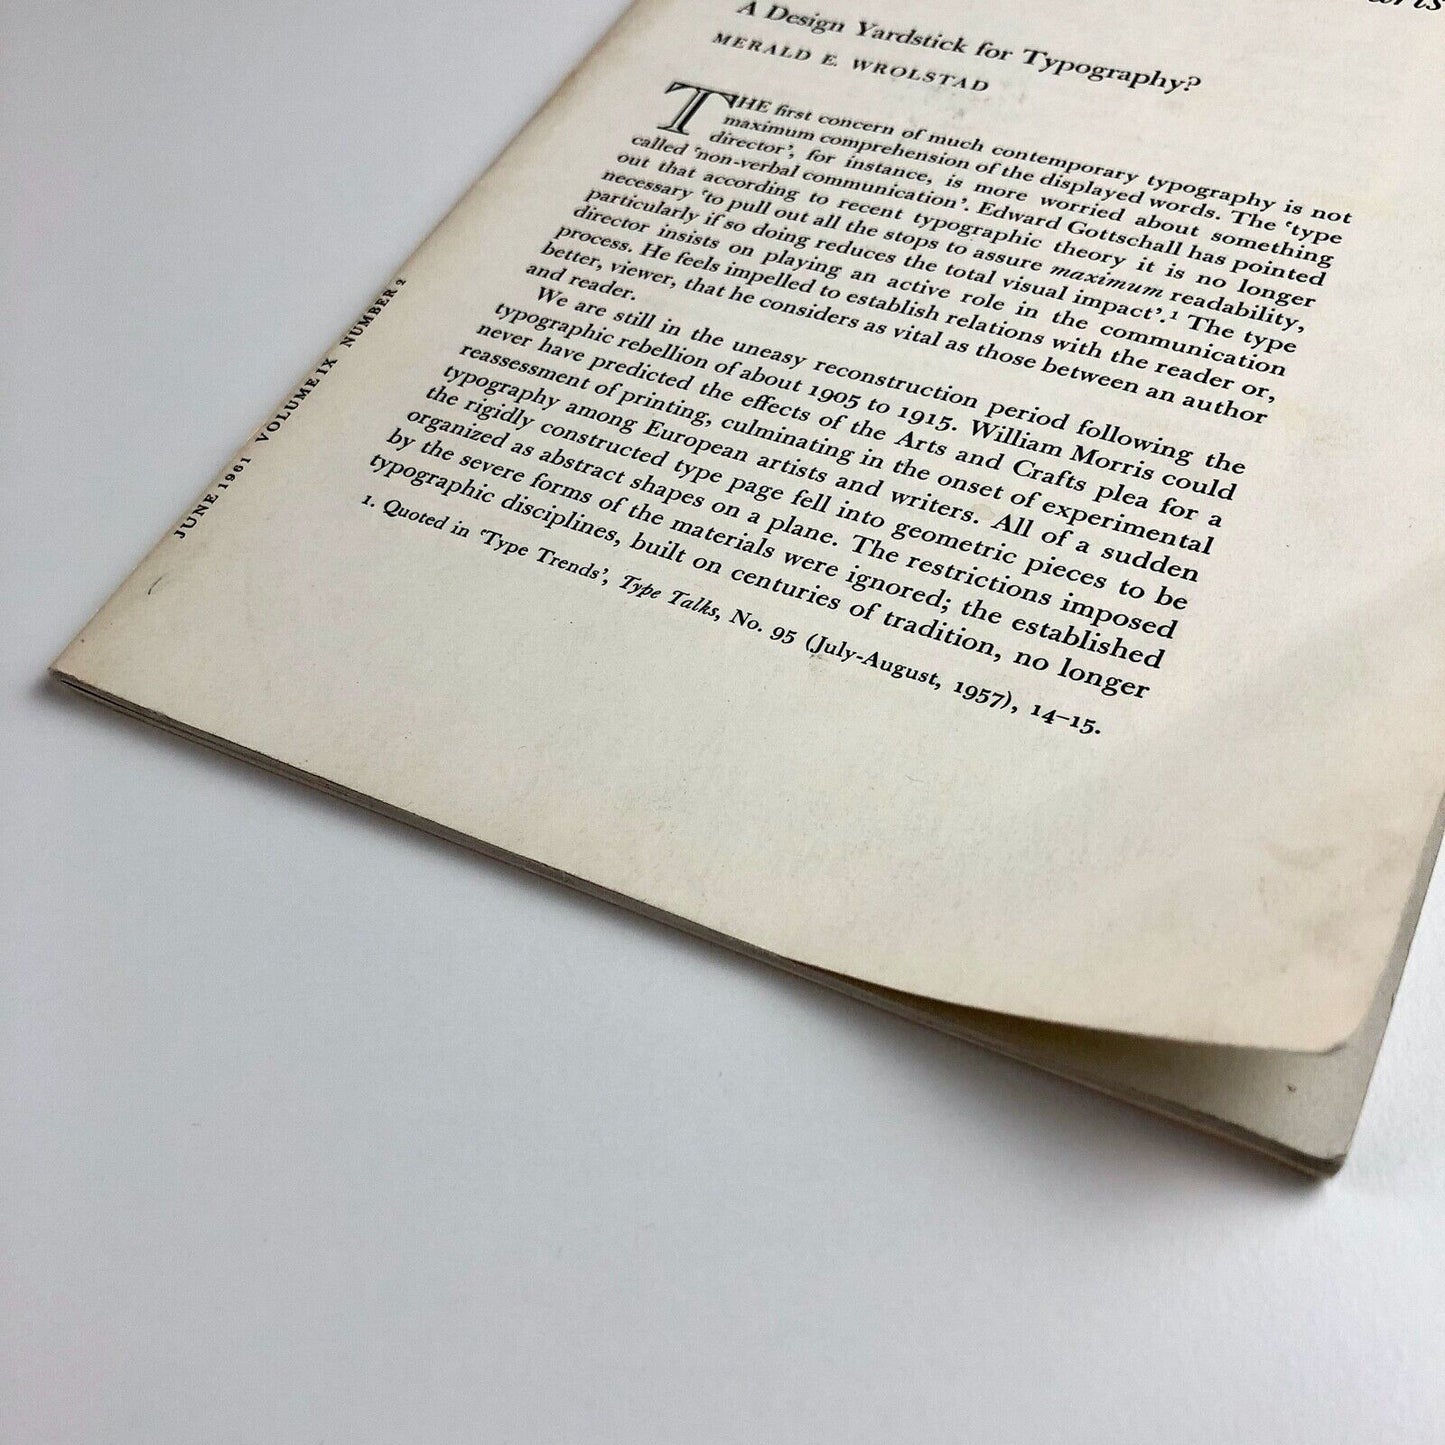 A Design Yardstick for Typography?
MERALD E. WROLSTAD
THE first concern of much contemporary typography is not
maximum comprehension of the displayed words. The ‘type
director’, for instance, is more worried about something
called ‘non-verbal communication’. Edward Gottschall has pointed
out that according to recent typographic theory it is no longer
necessary ‘to pull out all the stops to assure maximum readability,
particularly if so doing reduces the total visual impact’.¹ The type
director insists on playing an active role in the communication
process. He feels impelled to establish relations with the reader or,
better, viewer, that he considers as vital as those between an author
and reader.
We are still in the uneasy reconstruction period following the
typographic rebellion of about 1905 to 1915. William Morris could
never have predicted the effects of the Arts and Crafts plea for a
reassessment of printing, culminating in the onset of experimental
typography among European artists and writers. All of a sudden
the rigidly constructed type page fell into geometric pieces to be
organized as abstract shapes on a plane. The restrictions imposed
by the severe forms of the materials were ignored; the established
typographic disciplines, built on centuries of tradition, no longer
1. Quoted in ‘Type Trends’, Type Talks, No. 95 (July-August, 1957), 14–15.
JUNE 1961 VOLUME IX NUMBER 2